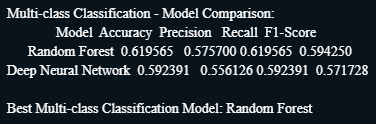 Multi-class Classification - Model Comparison:
Model Accuracy Precision Recall F1-Score
Random Forest 0.619565 0.575700 0.619565 0.594250
Deep Neural Network 0.592391 0.556126 0.592391 0.571728
Best Multi-class Classification Model: Random Forest